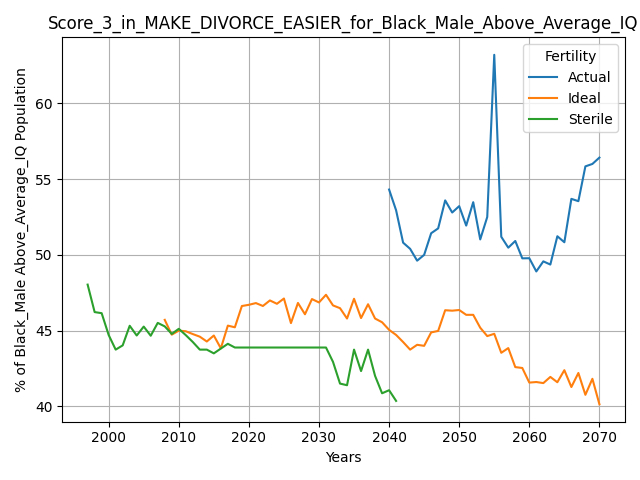 Score_3_in_MAKE_DIVORCE_EASIER_for_Black_Male_Above_Average_IQ
% of Black_Male Above_Average_IQ Population
60
55
50
45
40
Fertility
Actual
Ideal
Sterile
2000 2010 2020 2030 2040 2050 2060 2070
Years